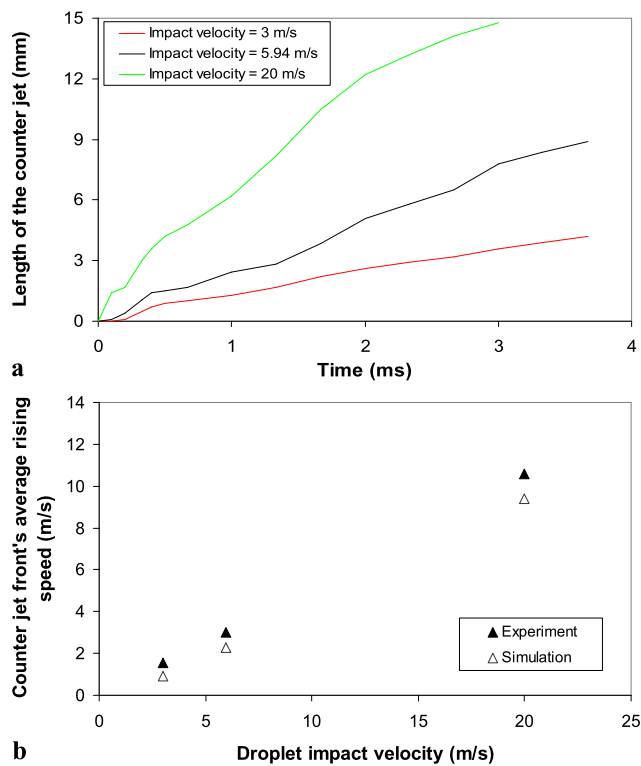 15
12
9
6
3
0
Length of the counter jet (mm)
Impact velocity = 3 m/s
Impact velocity = 5.94 m/s
Impact velocity = 20 m/s
0 1 2 3 4
Time (ms)
a
14
12
10
8
6
4
2
0
Counter jet front's average rising
speed (m/s)
Experiment
Simulation
0 5 10 15 20 25
Droplet impact velocity (m/s)
b